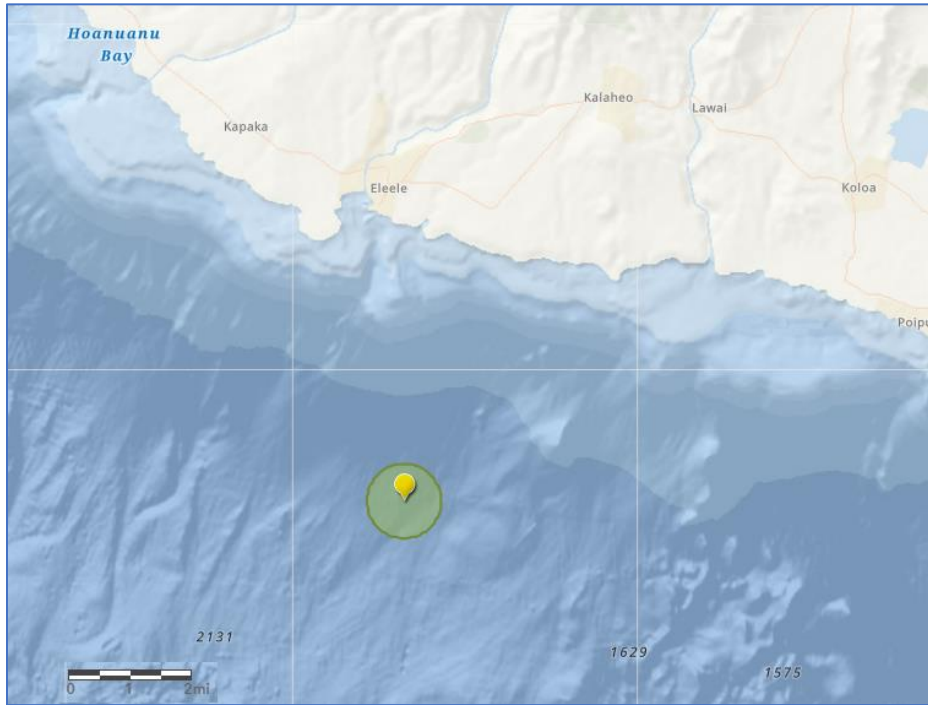 Hoanuanu
Bay
Kalaheo
Lawai
Kapaka
Eleele
Koloa
Poipu
2131
1629
1575
0 1 2mi